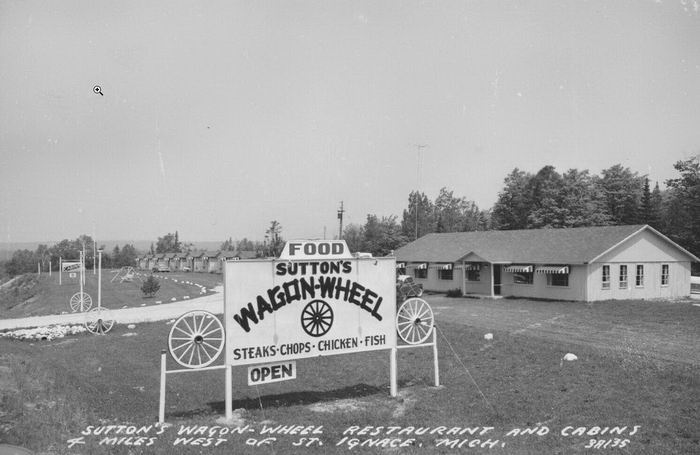 FOOD
SUTTON'S
WAGON-WHEEL
STEAKS·CHOPS·CHICKEN·FISH
OPEN
SUTTON'S WAGON-WHEEL RESTAURANT AND CABINS
4 MILES WEST OF ST. IGNACE. MICH.